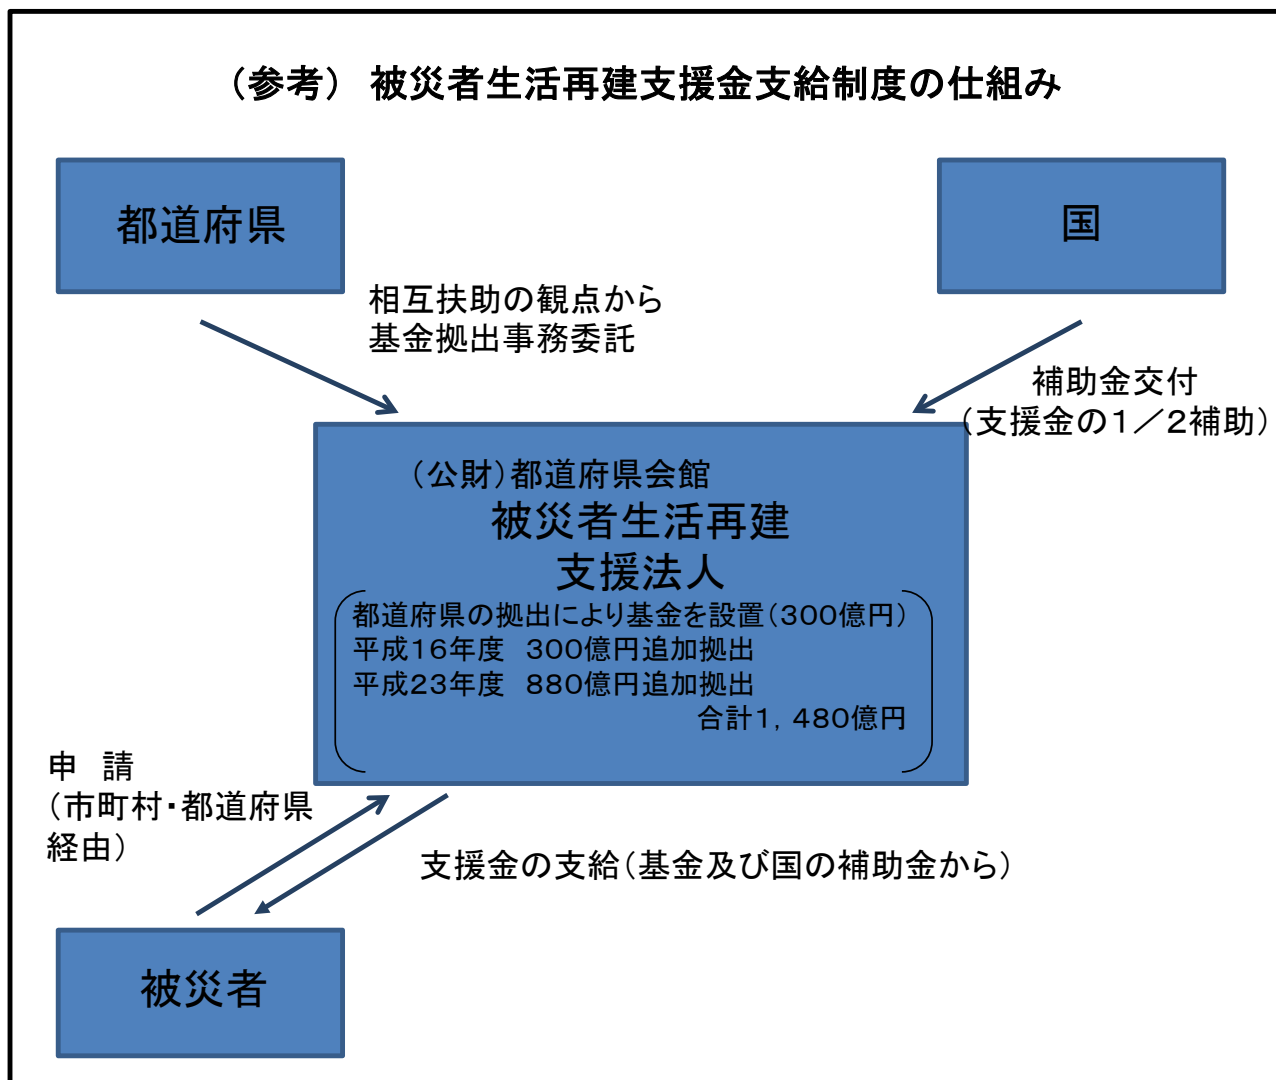 （参考） 被災者生活再建支援金支給制度の仕組み
都道府県
国
相互扶助の観点から
基金拠出事務委託
補助金交付
（支援金の１／２補助）
（公財）都道府県会館
被災者生活再建
支援法人
都道府県の拠出により基金を設置（３００億円）
平成１６年度　３００億円追加拠出
平成２３年度　８８０億円追加拠出
合計１，４８０億円
申　請
（市町村・都道府県
経由）
支援金の支給（基金及び国の補助金から）
被災者